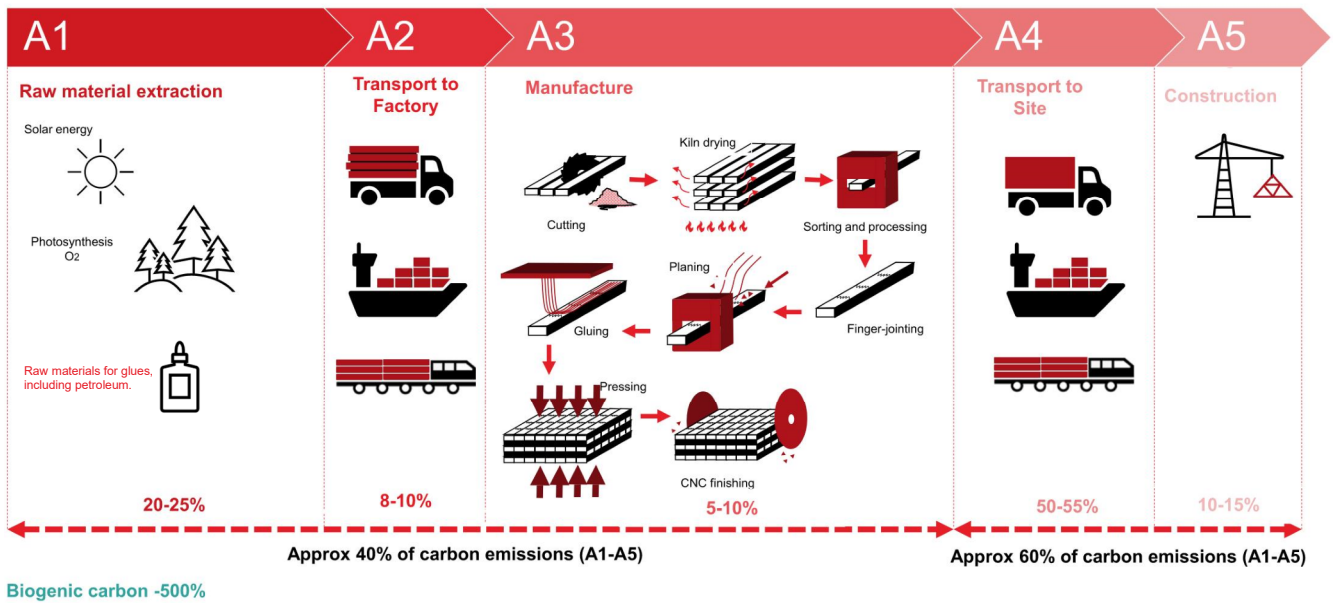 A1
A2
A3
A4
A5
Raw material extraction
Transport to
Factory
Manufacture
Transport to
Site
Construction
Solar energy
Photosynthesis
O2
Raw materials for glues,
including petroleum.
Cutting
Kiln drying
Sorting and processing
Finger-jointing
Planing
Gluing
Pressing
CNC finishing
20-25%
8-10%
5-10%
50-55%
10-15%
Approx 40% of carbon emissions (A1-A5)
Approx 60% of carbon emissions (A1-A5)
Biogenic carbon -500%